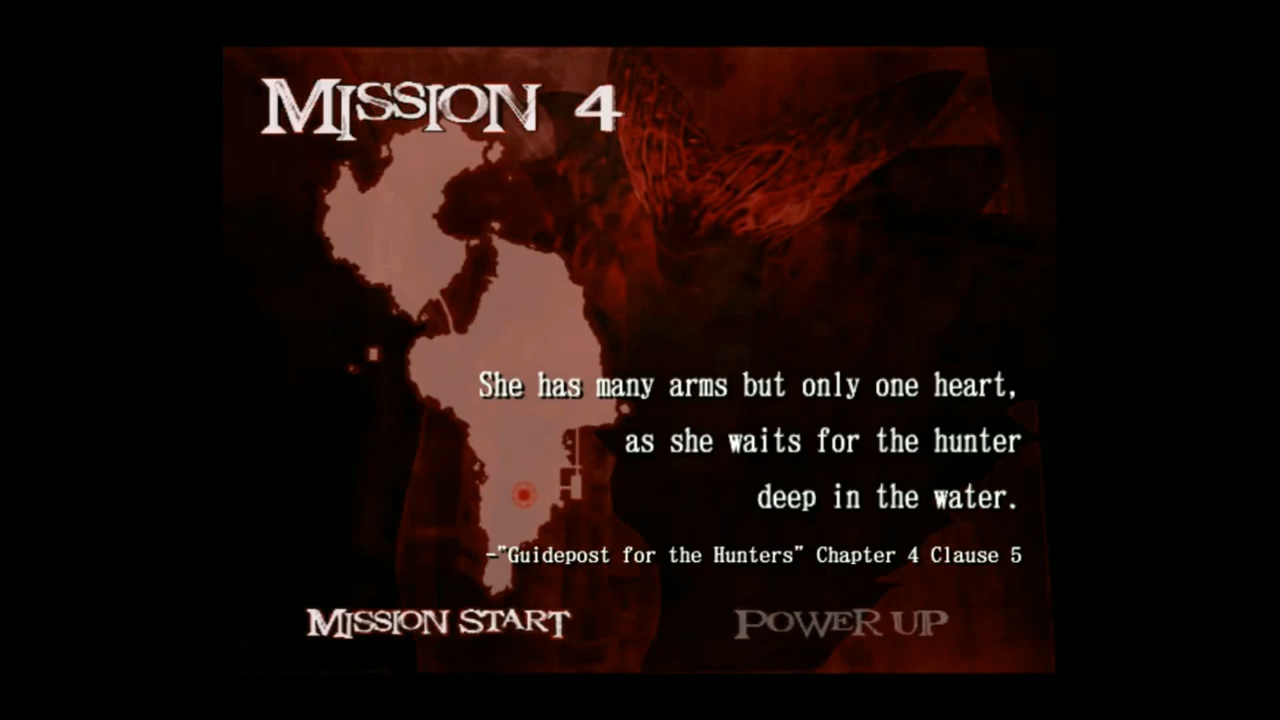 MISSION 4
She has many arms but only one heart,
as she waits for the hunter
deep in the water.
-"Guidepost for the Hunters" Chapter 4 Clause 5
MISSION START
POWER UP